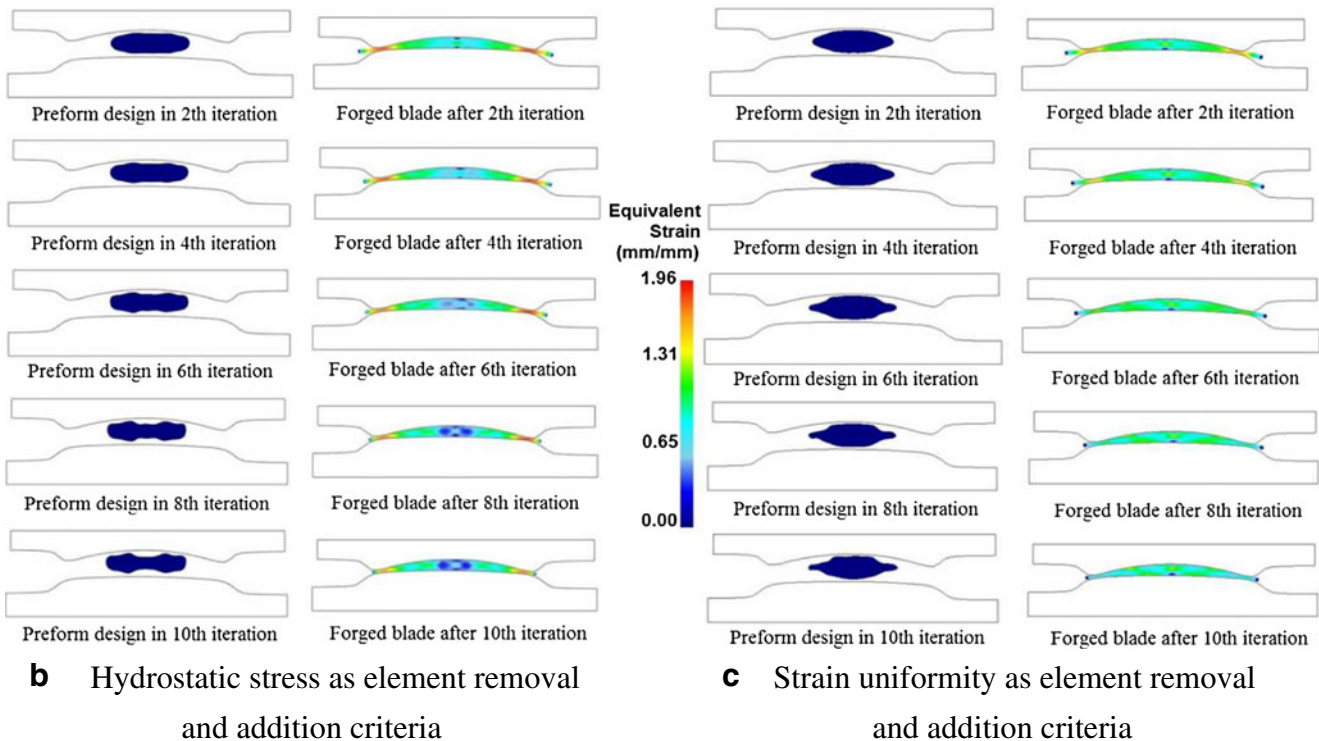 Preform design in 2th iteration
Forged blade after 2th iteration
Preform design in 4th iteration
Forged blade after 4th iteration
Preform design in 6th iteration
Forged blade after 6th iteration
Preform design in 8th iteration
Forged blade after 8th iteration
Preform design in 10th iteration
Forged blade after 10th iteration
b Hydrostatic stress as element removal
and addition criteria
Equivalent
Strain
(mm/mm)
1.96
1.31
0.65
0.00
Preform design in 2th iteration
Forged blade after 2th iteration
Preform design in 4th iteration
Forged blade after 4th iteration
Preform design in 6th iteration
Forged blade after 6th iteration
Preform design in 8th iteration
Forged blade after 8th iteration
Preform design in 10th iteration
Forged blade after 10th iteration
c Strain uniformity as element removal
and addition criteria